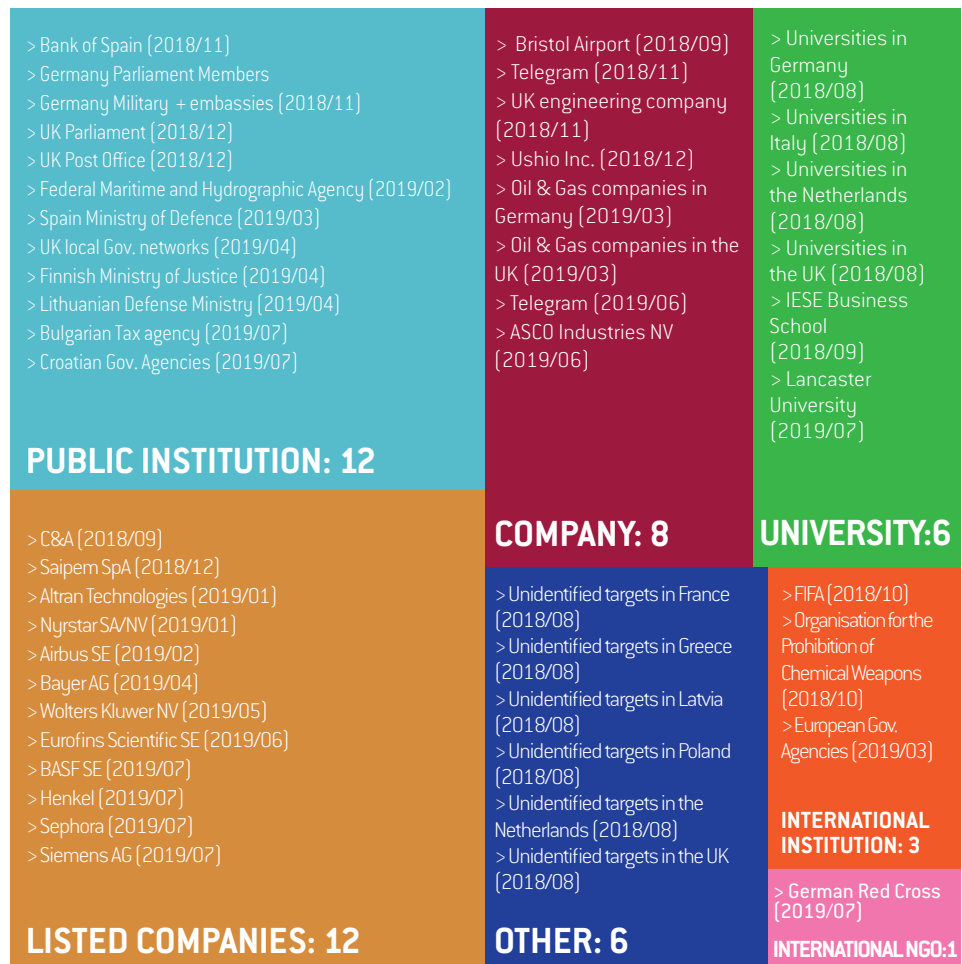 > Bank of Spain (2018/11)
> Germany Parliament Members
> Germany Military + embassies (2018/11)
> UK Parliament (2018/12)
> UK Post Office (2018/12)
> Federal Maritime and Hydrographic Agency (2019/02)
> Spain Ministry of Defence (2019/03)
> UK local Gov. networks (2019/04)
> Finnish Ministry of Justice (2019/04)
> Lithuanian Defense Ministry (2019/04)
> Bulgarian Tax agency (2019/07)
> Croatian Gov. Agencies (2019/07)
PUBLIC INSTITUTION: 12
> Bristol Airport (2018/09)
> Telegram (2018/11)
> UK engineering company
(2018/11)
> Ushio Inc. (2018/12)
> Oil & Gas companies in
Germany (2019/03)
> Oil & Gas companies in the
UK (2019/03)
> Telegram (2019/06)
> ASCO Industries NV
(2019/06)
COMPANY: 8
> Universities in
Germany
(2018/08)
> Universities in
Italy (2018/08)
> Universities in
the Netherlands
(2018/08)
> Universities in
the UK (2018/08)
> IESE Business
School
(2018/09)
> Lancaster
University
(2019/07)
UNIVERSITY:6
> C&A (2018/09)
> Saipem SpA (2018/12)
> Altran Technologies (2019/01)
> Nyrstar SA/NV (2019/01)
> Airbus SE (2019/02)
> Bayer AG (2019/04)
> Wolters Kluwer NV (2019/05)
> Eurofins Scientific SE (2019/06)
> BASF SE (2019/07)
> Henkel (2019/07)
> Sephora (2019/07)
> Siemens AG (2019/07)
LISTED COMPANIES: 12
> Unidentified targets in France
(2018/08)
> Unidentified targets in Greece
(2018/08)
> Unidentified targets in Latvia
(2018/08)
> Unidentified targets in Poland
(2018/08)
> Unidentified targets in the
Netherlands (2018/08)
> Unidentified targets in the UK
(2018/08)
OTHER: 6
> FIFA (2018/10)
> Organisation for the
Prohibition of
Chemical Weapons
(2018/10)
> European Gov.
Agencies (2019/03)
INTERNATIONAL
INSTITUTION: 3
> German Red Cross
(2019/07)
INTERNATIONAL NGO:1